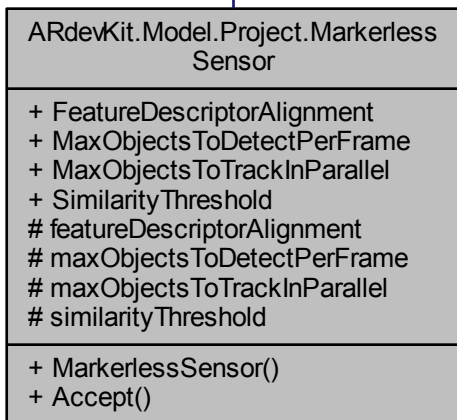 ARdevKit.Model.Project.Markerless
Sensor
+ FeatureDescriptorAlignment
+ MaxObjectsToDetectPerFrame
+ MaxObjectsToTrackInParallel
+ SimilarityThreshold
# featureDescriptorAlignment
# maxObjectsToDetectPerFrame
# maxObjectsToTrackInParallel
# similarityThreshold
+ MarkerlessSensor()
+ Accept()